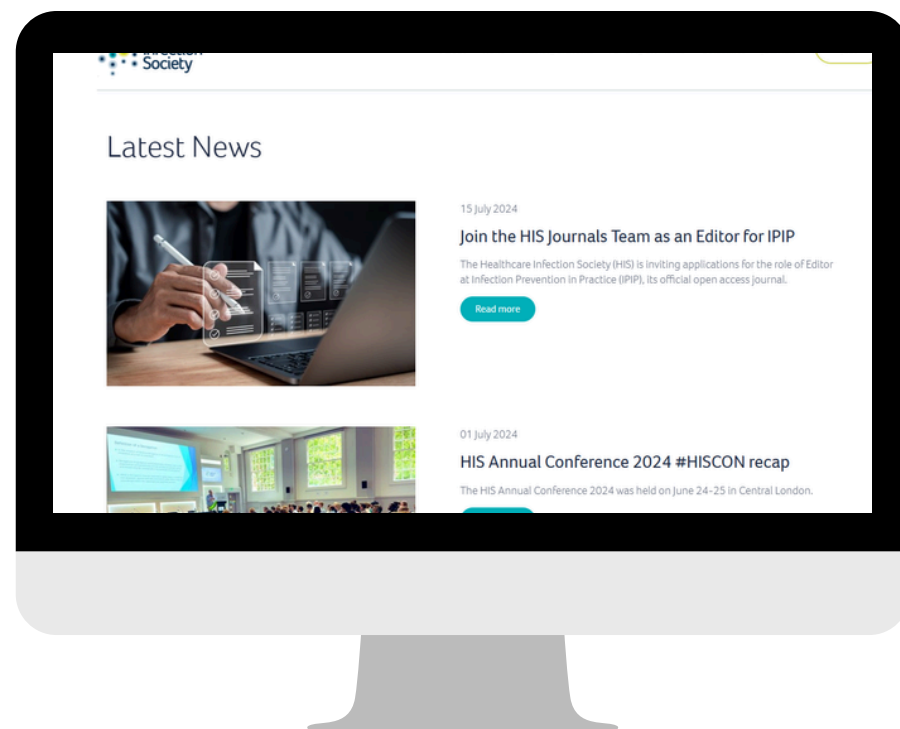 Society
Latest News
15 July 2024
Join the HIS Journals Team as an Editor for IPIP
The Healthcare Infection Society (HIS) is inviting applications for the role of Editor
at Infection Prevention in Practice (IPIP), its official open access journal.
Read more
01 July 2024
HIS Annual Conference 2024 #HISCON recap
The HIS Annual Conference 2024 was held on June 24-25 in Central London.